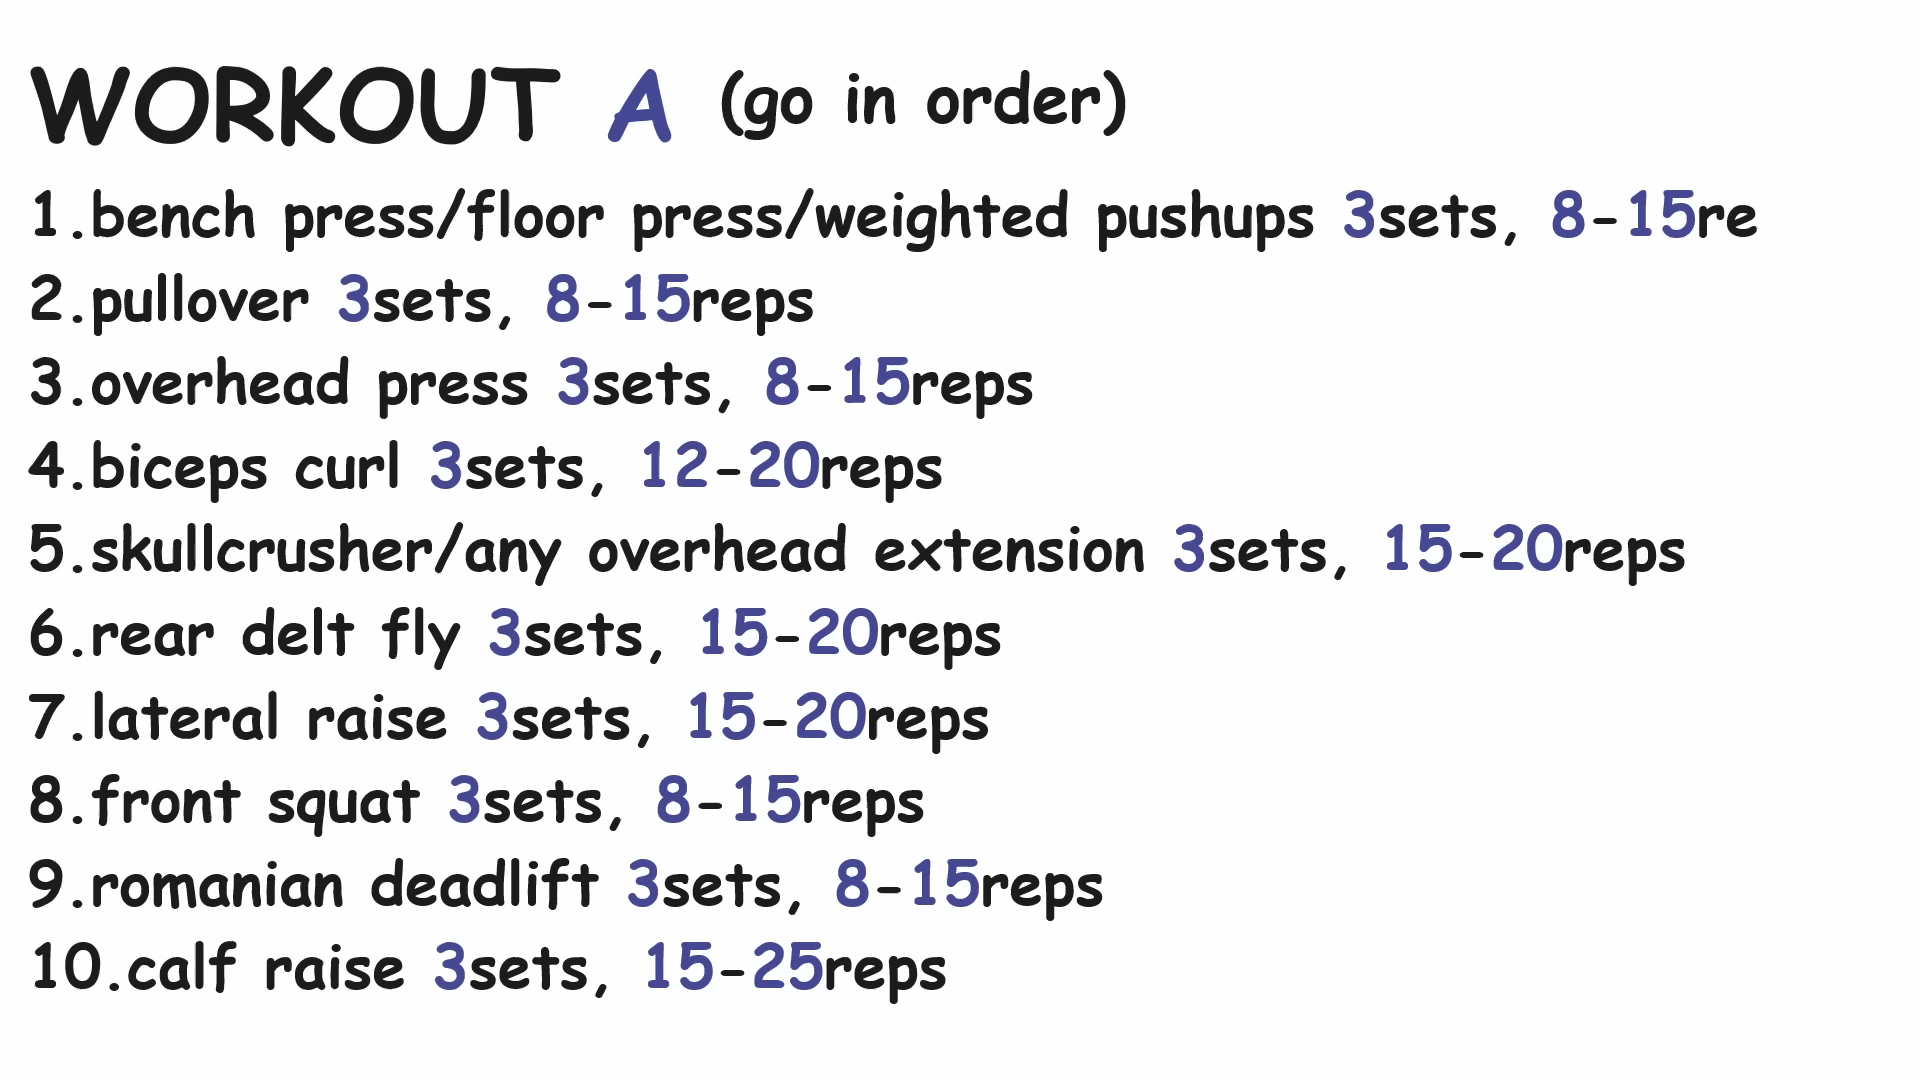 WORKOUT A (go in order)
1.bench press/floor press/weighted pushups 3sets, 8-15re
2.pullover 3sets, 8-15reps
3.overhead press 3sets, 8-15reps
4.biceps curl 3sets, 12-20reps
5.skullcrusher/any overhead extension 3sets, 15-20reps
6.rear delt fly 3sets, 15-20reps
7.lateral raise 3sets, 15-20reps
8.front squat 3sets, 8-15reps
9.romanian deadlift 3sets, 8-15reps
10.calf raise 3sets, 15-25reps